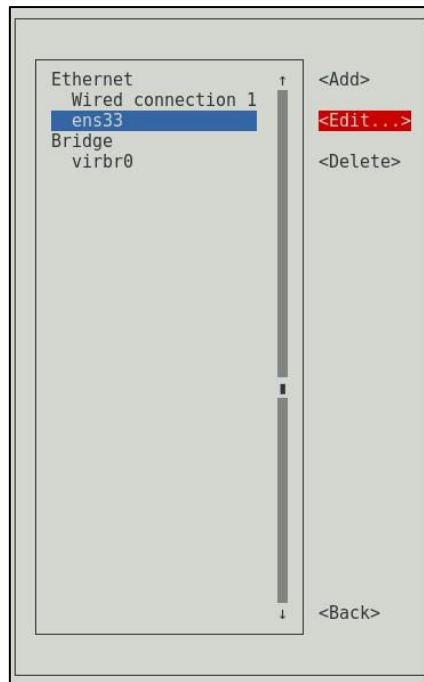 Ethernet
Wired connection 1
ens33
Bridge
virbr0
<Add>
<Edit...>
<Delete>
<Back>